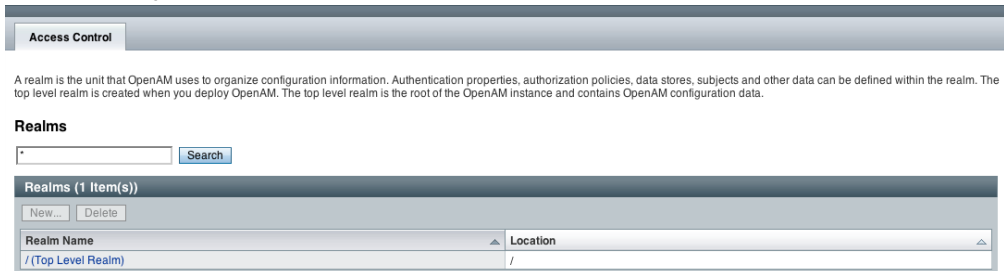 Access Control
A realm is the unit that OpenAM uses to organize configuration information. Authentication properties, authorization policies, data stores, subjects and other data can be defined within the realm. The
top level realm is created when you deploy OpenAM. The top level realm is the root of the OpenAM instance and contains OpenAM configuration data.
Realms
* Search
Realms (1 Item(s))
New... Delete
Realm Name Location
/ (Top Level Realm) /